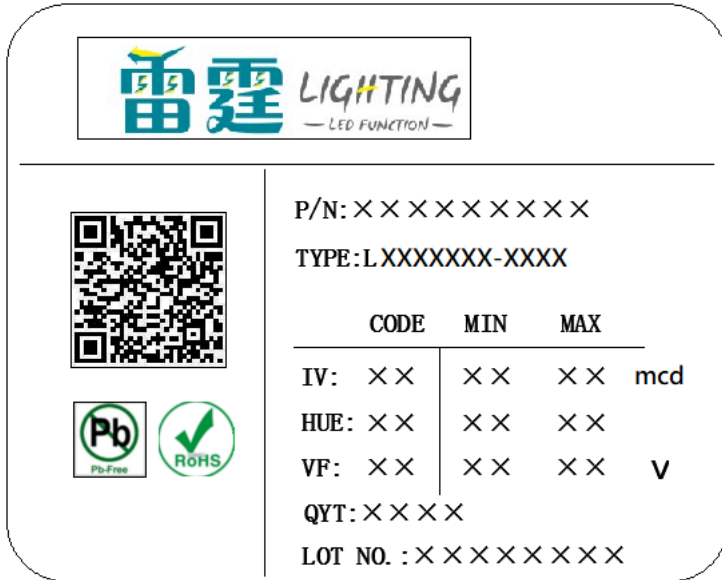 雷霆 LIGHTING
LED FUNCTION
P/N:×××××××××
TYPE:LXXXXXXX-XXXX
CODE MIN MAX
IV: ×× ×× ×× mcd
HUE: ×× ×× ××
VF: ×× ×× ×× V
QYT:××××
LOT NO.:××××××××
Pb
Pb-Free
RoHS